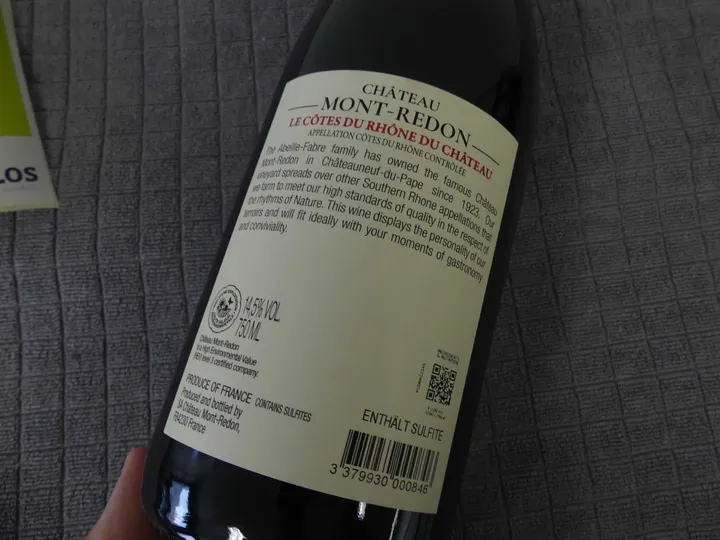 LOS
CHÂTEAU
MONT-REDON
LE CÔTES DU RHÔNE DU CHÂTEAU
APPELLATION CÔTES DU RHÔNE CONTRÔLÉE
The Abeille-Fabre family has owned the famous Château
Mont-Redon in Châteauneuf-du-Pape since 1923. Our
vineyard spreads over other Southern Rhone appellations that
we farm to meet our high standards of quality in the respect of
the rhythms of Nature. This wine displays the personality of our
terroirs and will fit ideally with your moments of gastronomy
and conviviality.
14,5% VOL.
750 ML
Château Mont-Redon
is a High Environmental Value
HEV level 3 certified company.
PRODUCE OF FRANCE CONTAINS SULFITES
Produced and bottled by
SA Château Mont-Redon,
F84230 France
ENTHÄLT SULFITE
3 379930 000846